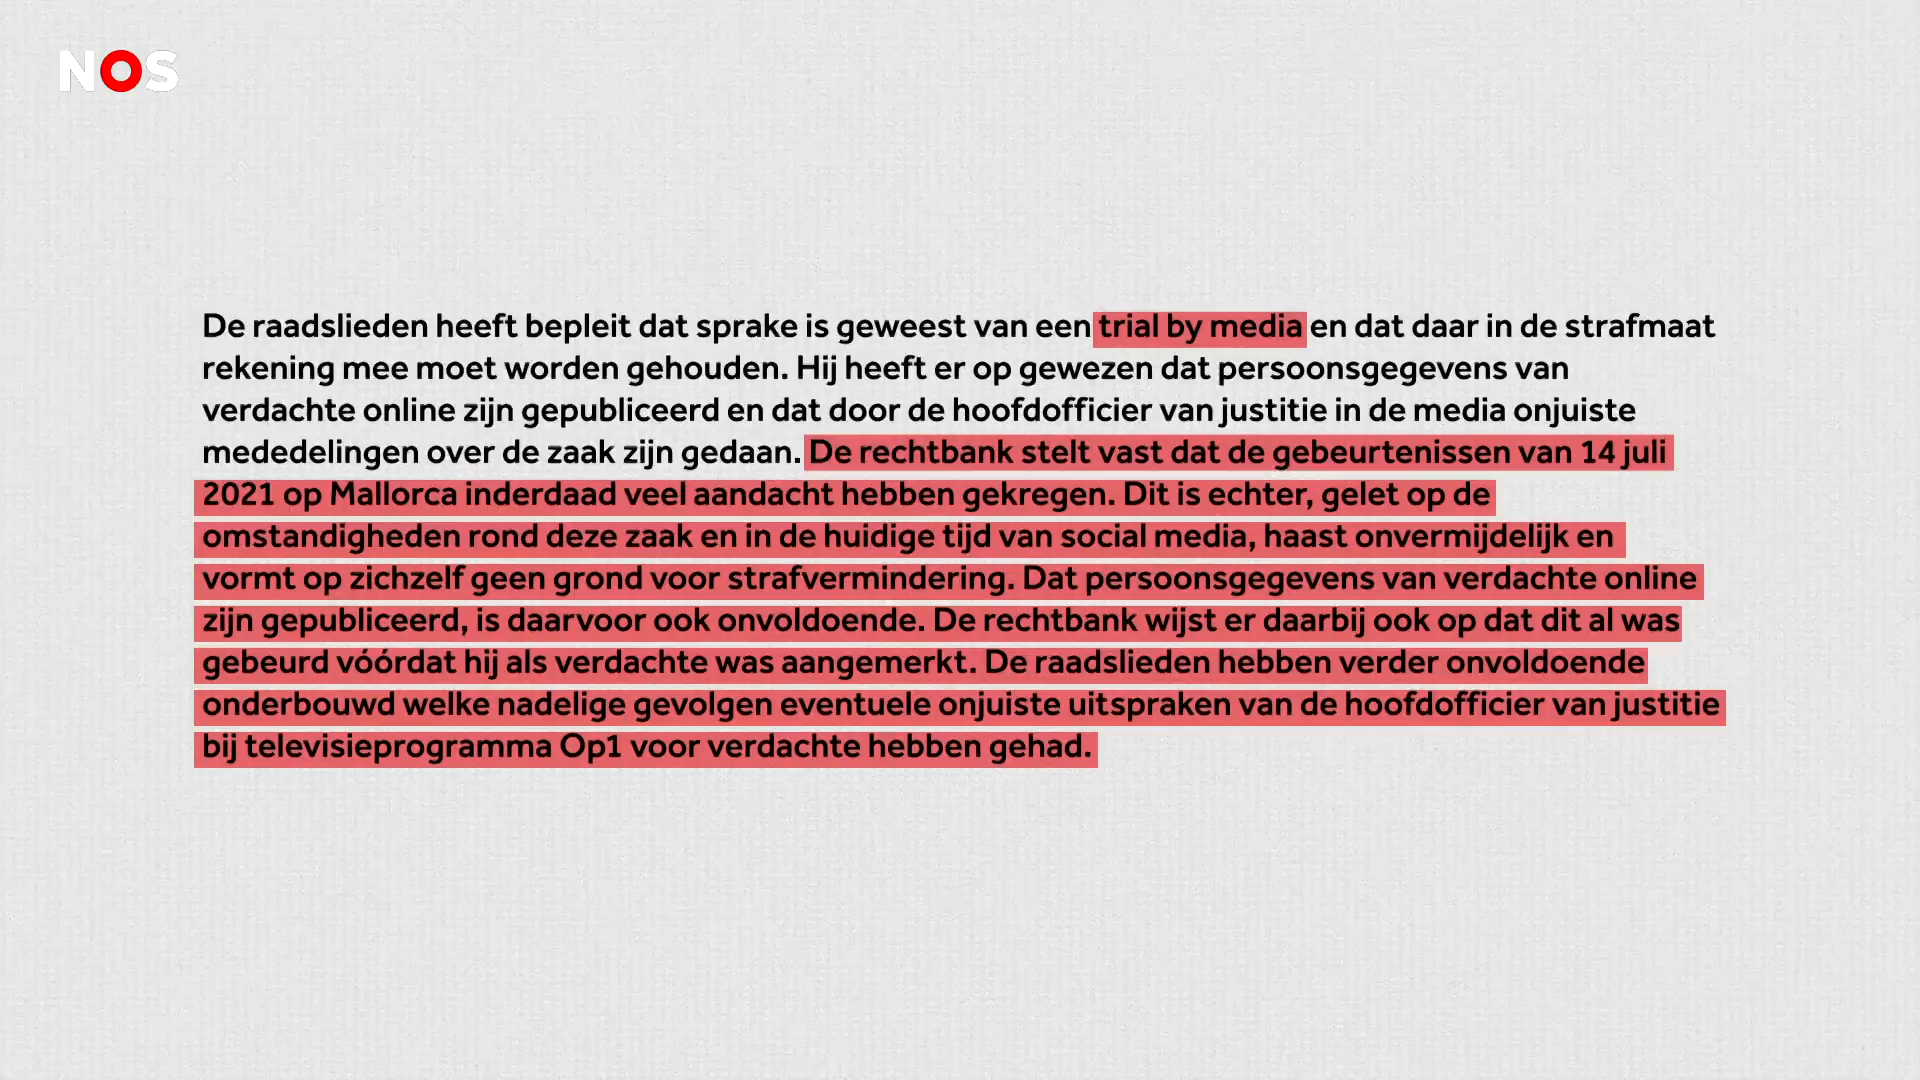 NOS
De raadslieden heeft bepleit dat sprake is geweest van een trial by media en dat daar in de strafmaat
rekening mee moet worden gehouden. Hij heeft er op gewezen dat persoonsgegevens van
verdachte online zijn gepubliceerd en dat door de hoofdofficier van justitie in de media onjuiste
mededelingen over de zaak zijn gedaan. De rechtbank stelt vast dat de gebeurtenissen van 14 juli
2021 op Mallorca inderdaad veel aandacht hebben gekregen. Dit is echter, gelet op de
omstandigheden rond deze zaak en in de huidige tijd van social media, haast onvermijdelijk en
vormt op zichzelf geen grond voor strafvermindering. Dat persoonsgegevens van verdachte online
zijn gepubliceerd, is daarvoor ook onvoldoende. De rechtbank wijst er daarbij ook op dat dit al was
gebeurd vóórdat hij als verdachte was aangemerkt. De raadslieden hebben verder onvoldoende
onderbouwd welke nadelige gevolgen eventuele onjuiste uitspraken van de hoofdofficier van justitie
bij televisieprogramma Op1 voor verdachte hebben gehad.